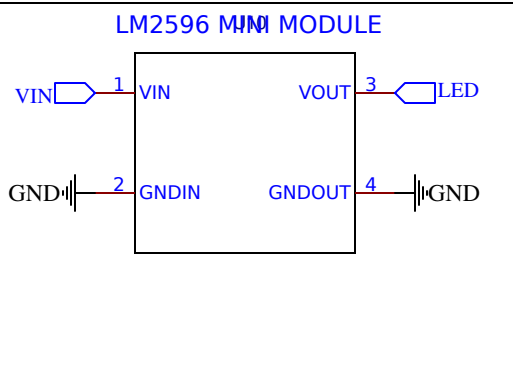 LM2596 MINI MODULE
VIN 1 VIN VOUT 3 LED
GND 2 GNDIN GNDOUT 4 GND